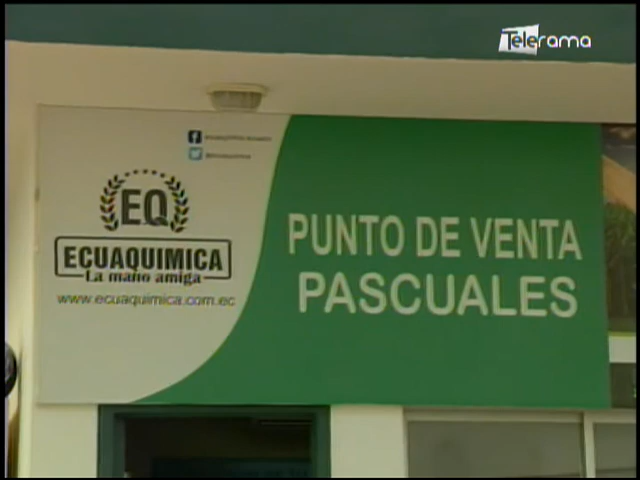 Telerama
EQ
ECUAQUIMICA
La mano amiga
www.ecuaquimica.com.ec
PUNTO DE VENTA
PASCUALES